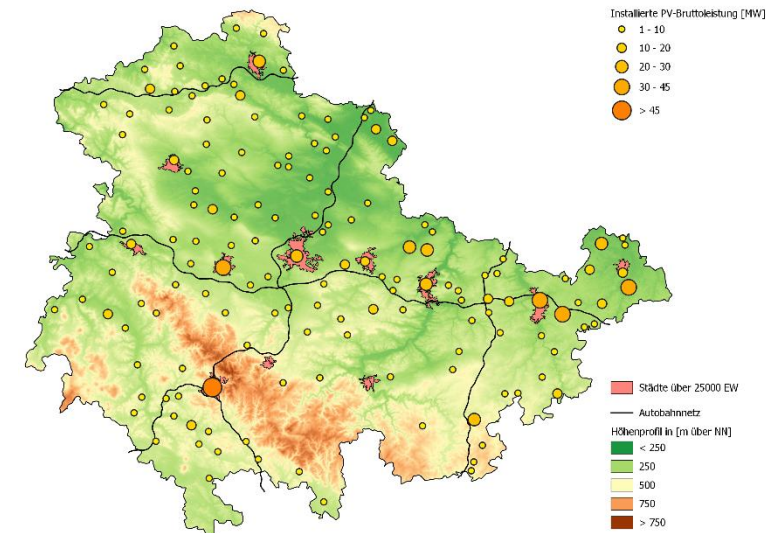 Installierte PV-Bruttoleistung [MW]
1 - 10
10 - 20
20 - 30
30 - 45
> 45
Städte über 25000 EW
Autobahnnetz
Höhenprofil in [m über NN]
< 250
250
500
750
> 750